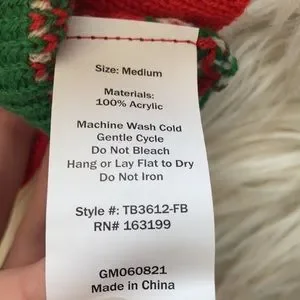 Size: Medium
Materials:
100% Acrylic
Machine Wash Cold
Gentle Cycle
Do Not Bleach
Hang or Lay Flat to Dry
Do Not Iron
Style #: TB3612-FB
RN# 163199
GM060821
Made in China